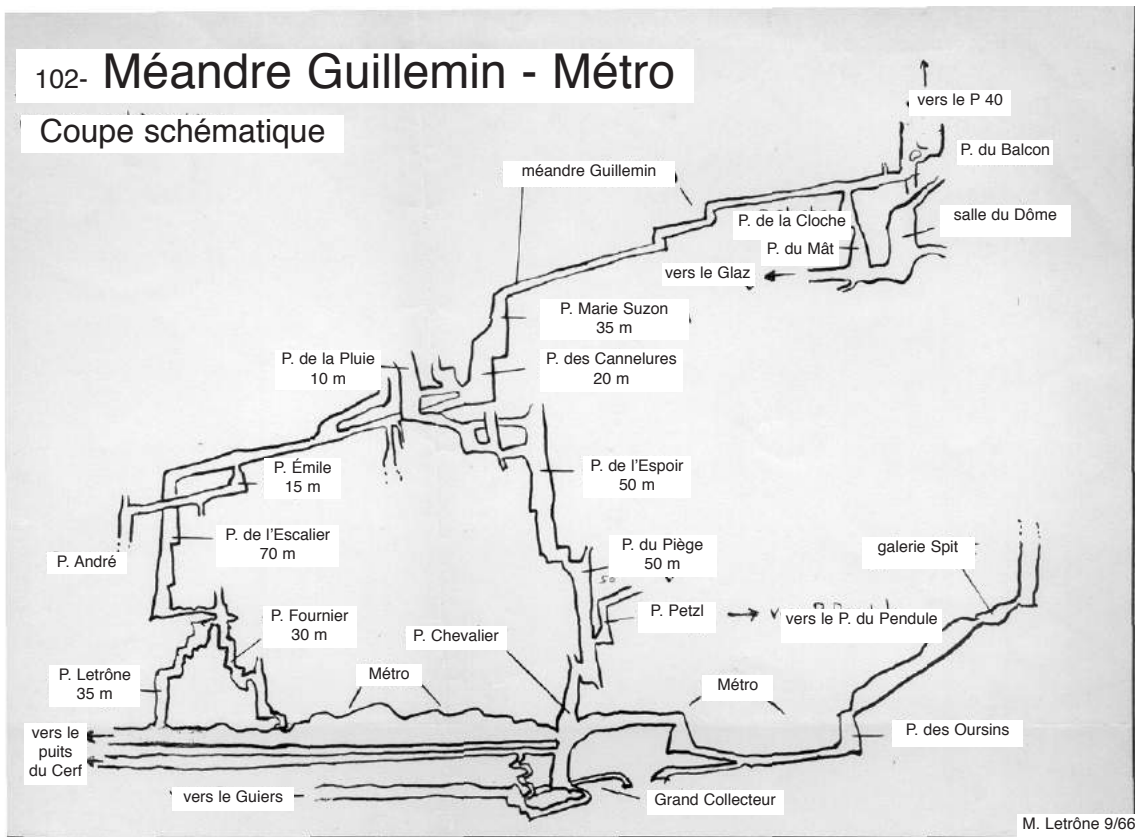 102- Méandre Guillemin - Métro
Coupe schématique
vers le P 40
P. du Balcon
méandre Guillemin
P. de la Cloche
salle du Dôme
P. du Mât
vers le Glaz
P. Marie Suzon
35 m
P. de la Pluie
10 m
P. des Cannelures
20 m
P. Émile
15 m
P. de l'Espoir
50 m
P. de l'Escalier
70 m
P. André
P. du Piège
50 m
50
galerie Spit
P. Fournier
30 m
P. Chevalier
P. Petzl
vers le P. du Pendule
P. Letrône
35 m
Métro
Métro
vers le
puits
du Cerf
P. des Oursins
vers le Guiers
Grand Collecteur
M. Letrône 9/66